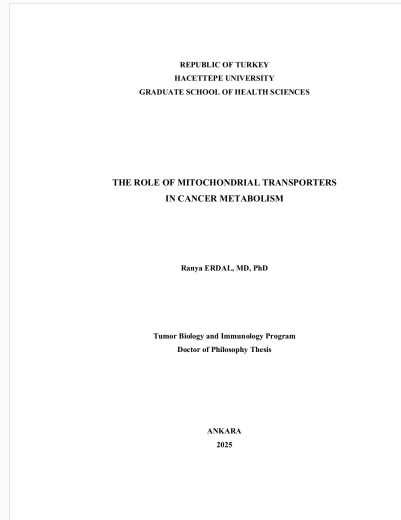 REPUBLIC OF TURKEY
HACETTEPE UNIVERSITY
GRADUATE SCHOOL OF HEALTH SCIENCES
THE ROLE OF MITOCHONDRIAL TRANSPORTERS
IN CANCER METABOLISM
Ranya ERDAL, MD, PhD
Tumor Biology and Immunology Program
Doctor of Philosophy Thesis
ANKARA
2025